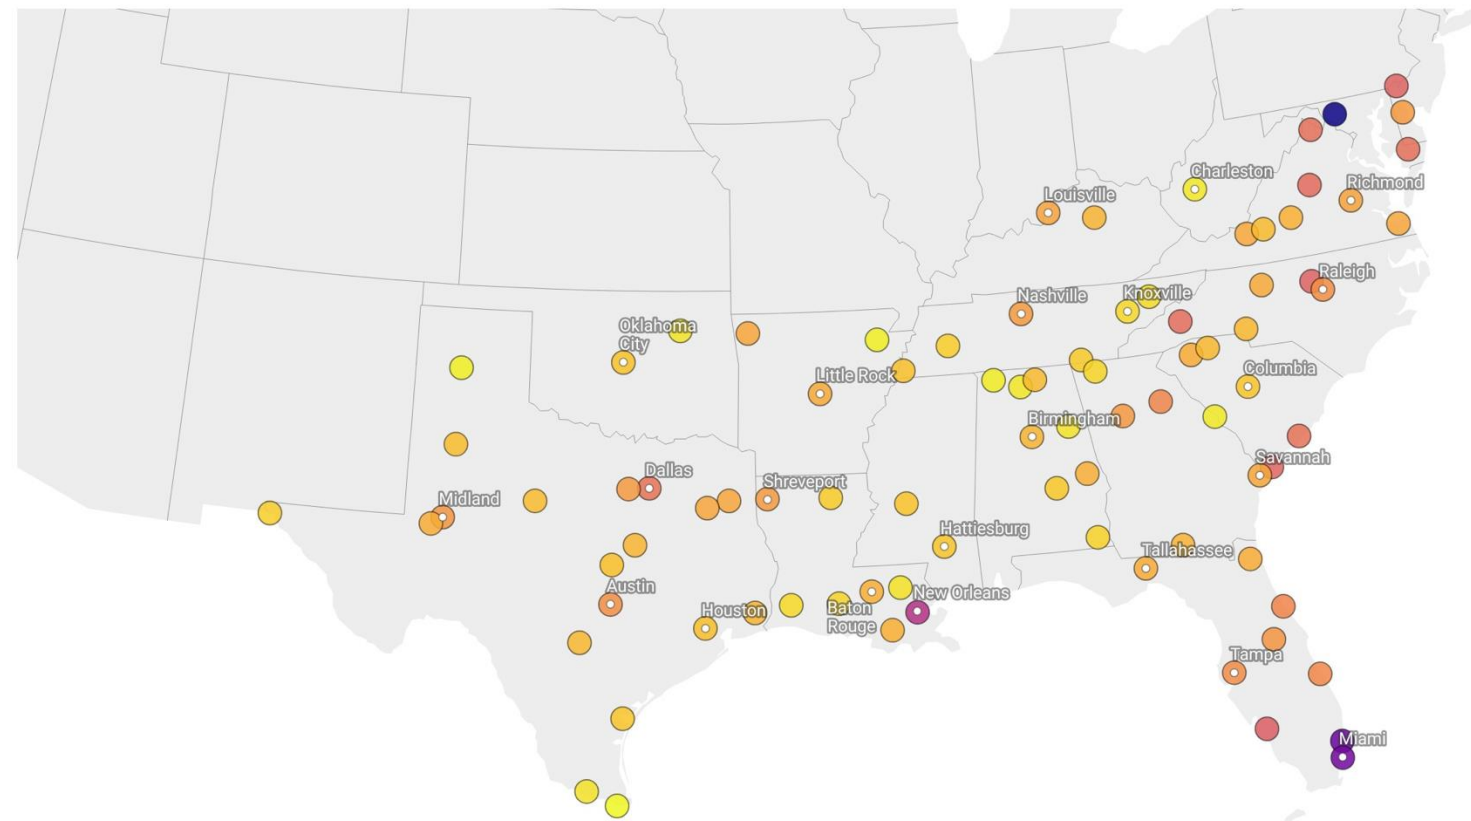 Charleston
Louisville
Richmond
Raleigh
Nashville
Knoxville
Oklahoma
City
Little Rock
Columbia
Birmingham
Savannah
Dallas
Shreveport
Midland
Hattiesburg
Tallahassee
Austin
Houston
Baton
Rouge
New Orleans
Tampa
Miami